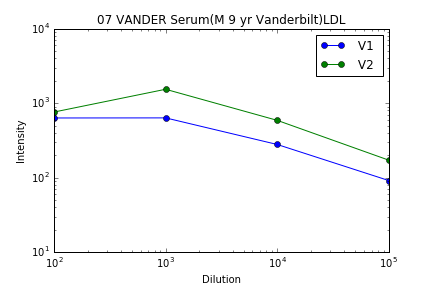 07 VANDER Serum(M 9 yr Vanderbilt)LDL
V1
V2
Intensity
10⁴
10³
10²
10¹
10² 10³ 10⁴ 10⁵
Dilution